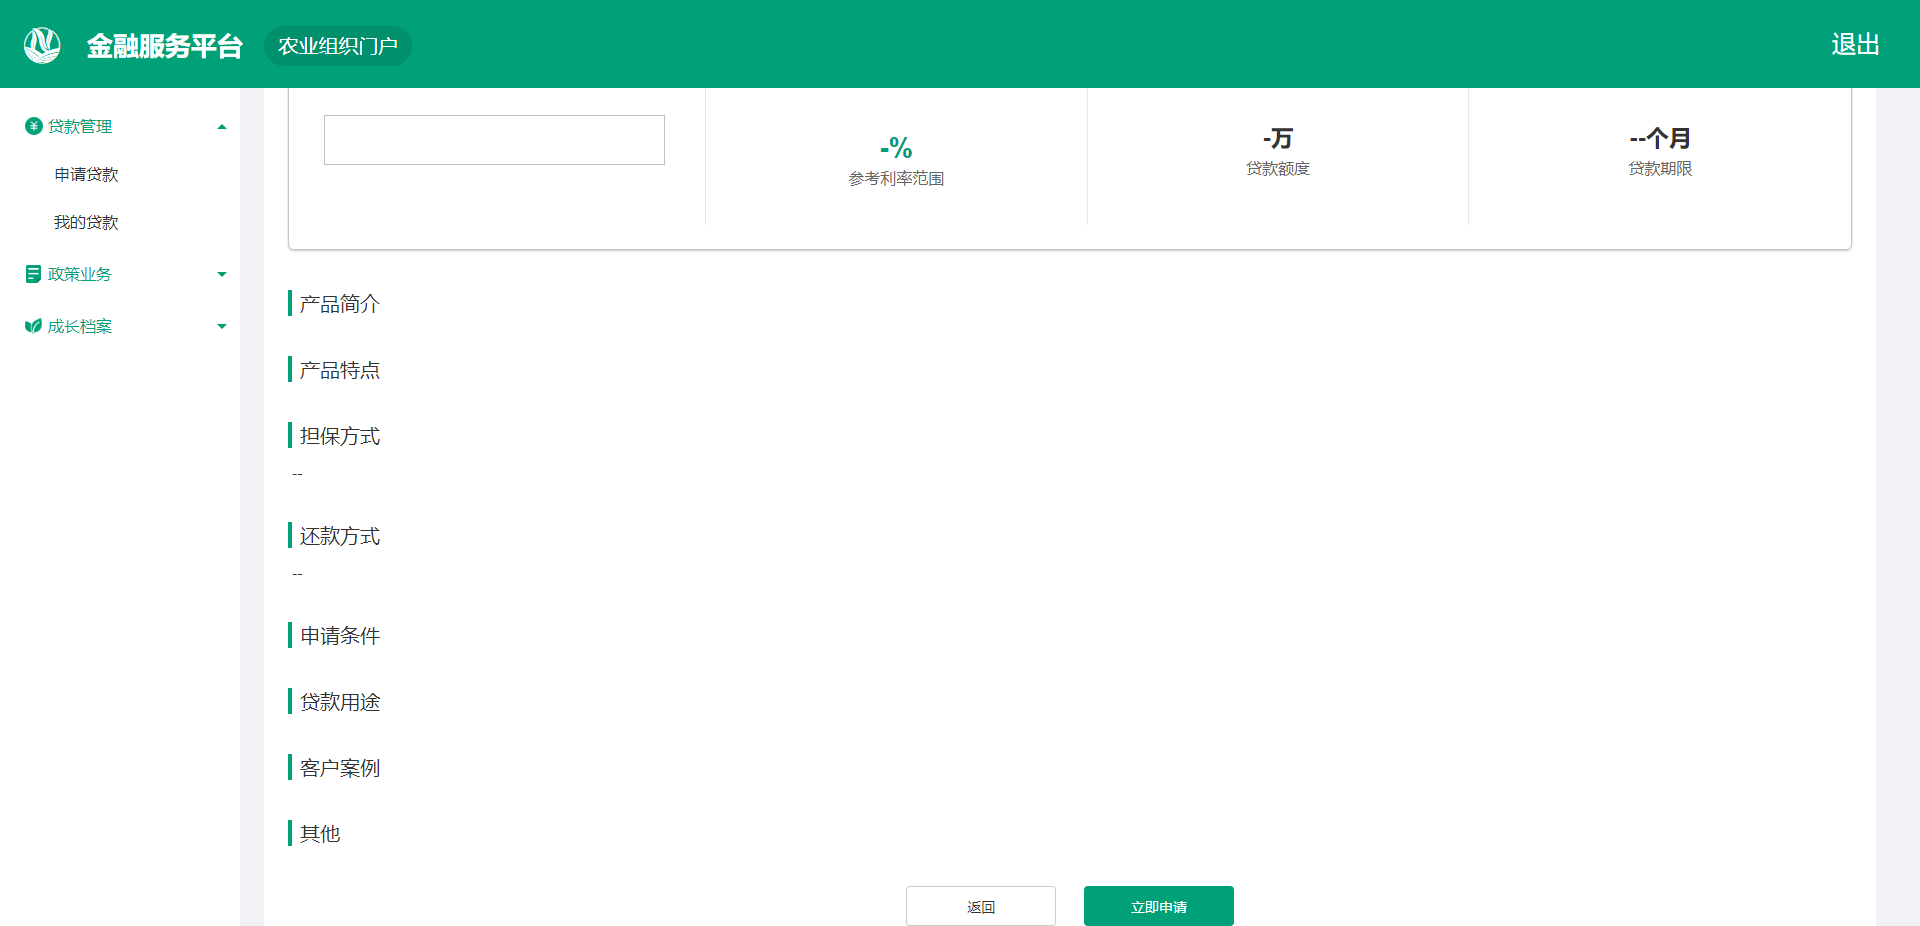 金融服务平台
农业组织门户
退出
贷款管理
申请贷款
我的贷款
政策业务
成长档案
-%
参考利率范围
-万
贷款额度
--个月
贷款期限
产品简介
产品特点
担保方式
--
还款方式
--
申请条件
贷款用途
客户案例
其他
返回
立即申请